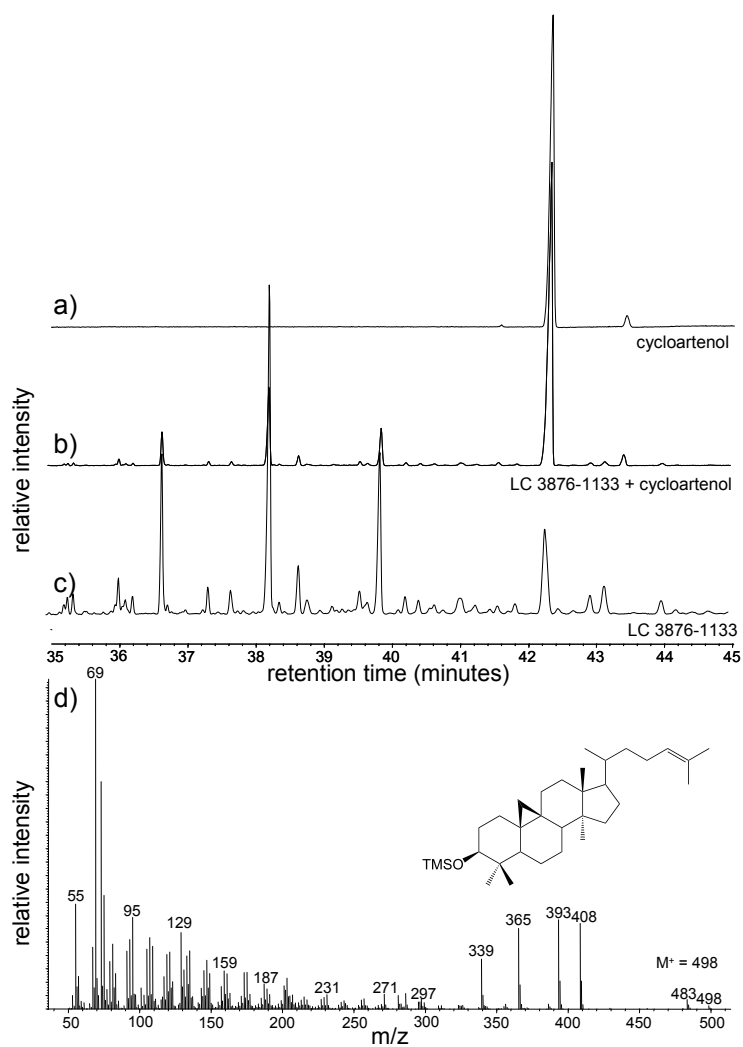 a)
cycloartenol
b)
LC 3876-1133 + cycloartenol
c)
LC 3876-1133
relative intensity
35 36 37 38 39 40 41 42 43 44 45
retention time (minutes)
d)
69
55
95
129
159
187
231
271
297
339
365
393
408
483
498
TMSO
M⁺ = 498
relative intensity
50 100 150 200 250 300 350 400 450 500
m/z